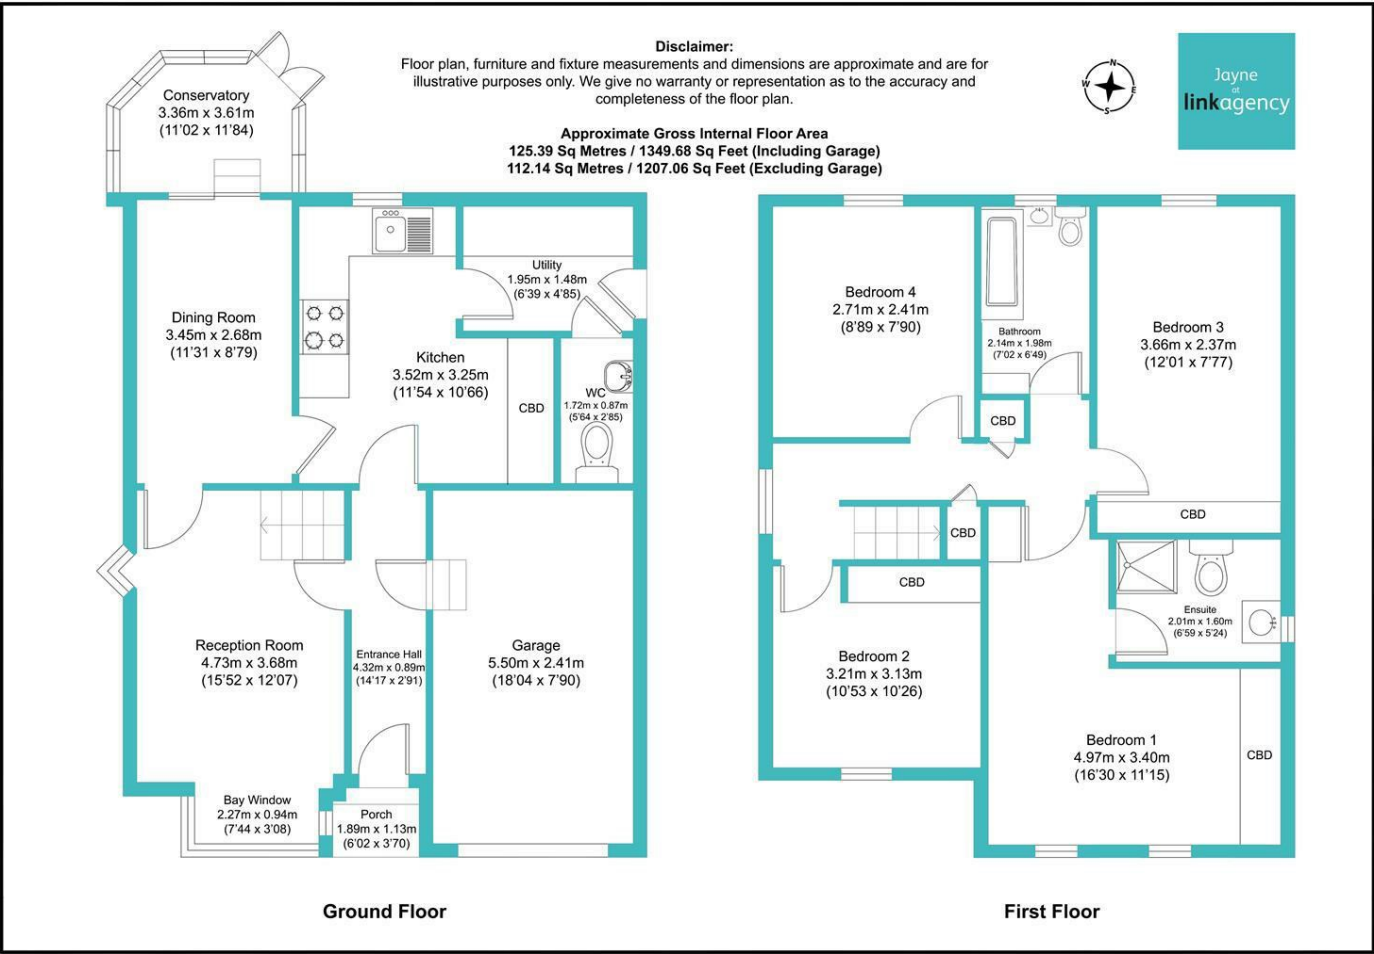 Disclaimer:
Floor plan, furniture and fixture measurements and dimensions are approximate and are for
illustrative purposes only. We give no warranty or representation as to the accuracy and
completeness of the floor plan.
Approximate Gross Internal Floor Area
125.39 Sq Metres / 1349.68 Sq Feet (Including Garage)
112.14 Sq Metres / 1207.06 Sq Feet (Excluding Garage)
N
W
E
S
Jayne
at
linkagency
Conservatory
3.36m x 3.61m
(11'02 x 11'84)
Dining Room
3.45m x 2.68m
(11'31 x 8'79)
Kitchen
3.52m x 3.25m
(11'54 x 10'66)
Utility
1.95m x 1.48m
(6'39 x 4'85)
CBD
WC
1.72m x 0.87m
(5'64 x 2'85)
Reception Room
4.73m x 3.68m
(15'52 x 12'07)
Entrance Hall
4.32m x 0.89m
(14'17 x 2'91)
Garage
5.50m x 2.41m
(18'04 x 7'90)
Bay Window
2.27m x 0.94m
(7'44 x 3'08)
Porch
1.89m x 1.13m
(6'02 x 3'70)
Ground Floor
Bedroom 4
2.71m x 2.41m
(8'89 x 7'90)
Bathroom
2.14m x 1.98m
(7'02 x 6'49)
Bedroom 3
3.66m x 2.37m
(12'01 x 7'77)
CBD
CBD
CBD
CBD
Ensuite
2.01m x 1.60m
(6'59 x 5'24)
Bedroom 2
3.21m x 3.13m
(10'53 x 10'26)
Bedroom 1
4.97m x 3.40m
(16'30 x 11'15)
CBD
First Floor